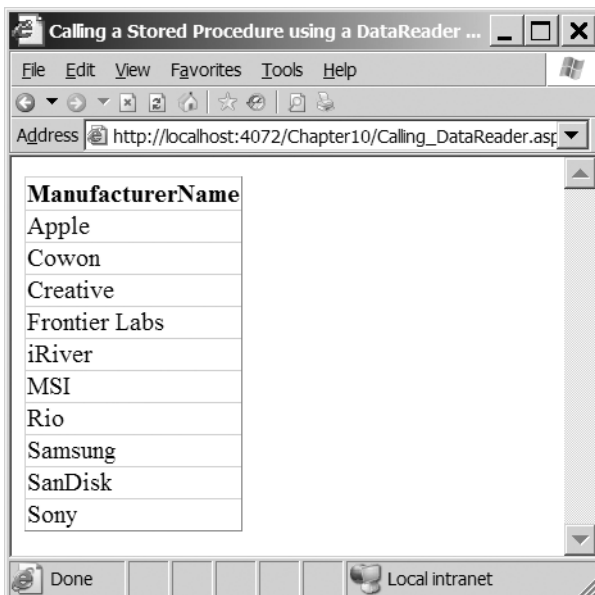 Calling a Stored Procedure using a DataReader ...
File Edit View Favorites Tools Help
Address http://localhost:4072/Chapter10/Calling_DataReader.asp
ManufacturerName
Apple
Cowon
Creative
Frontier Labs
iRiver
MSI
Rio
Samsung
SanDisk
Sony
Done Local intranet